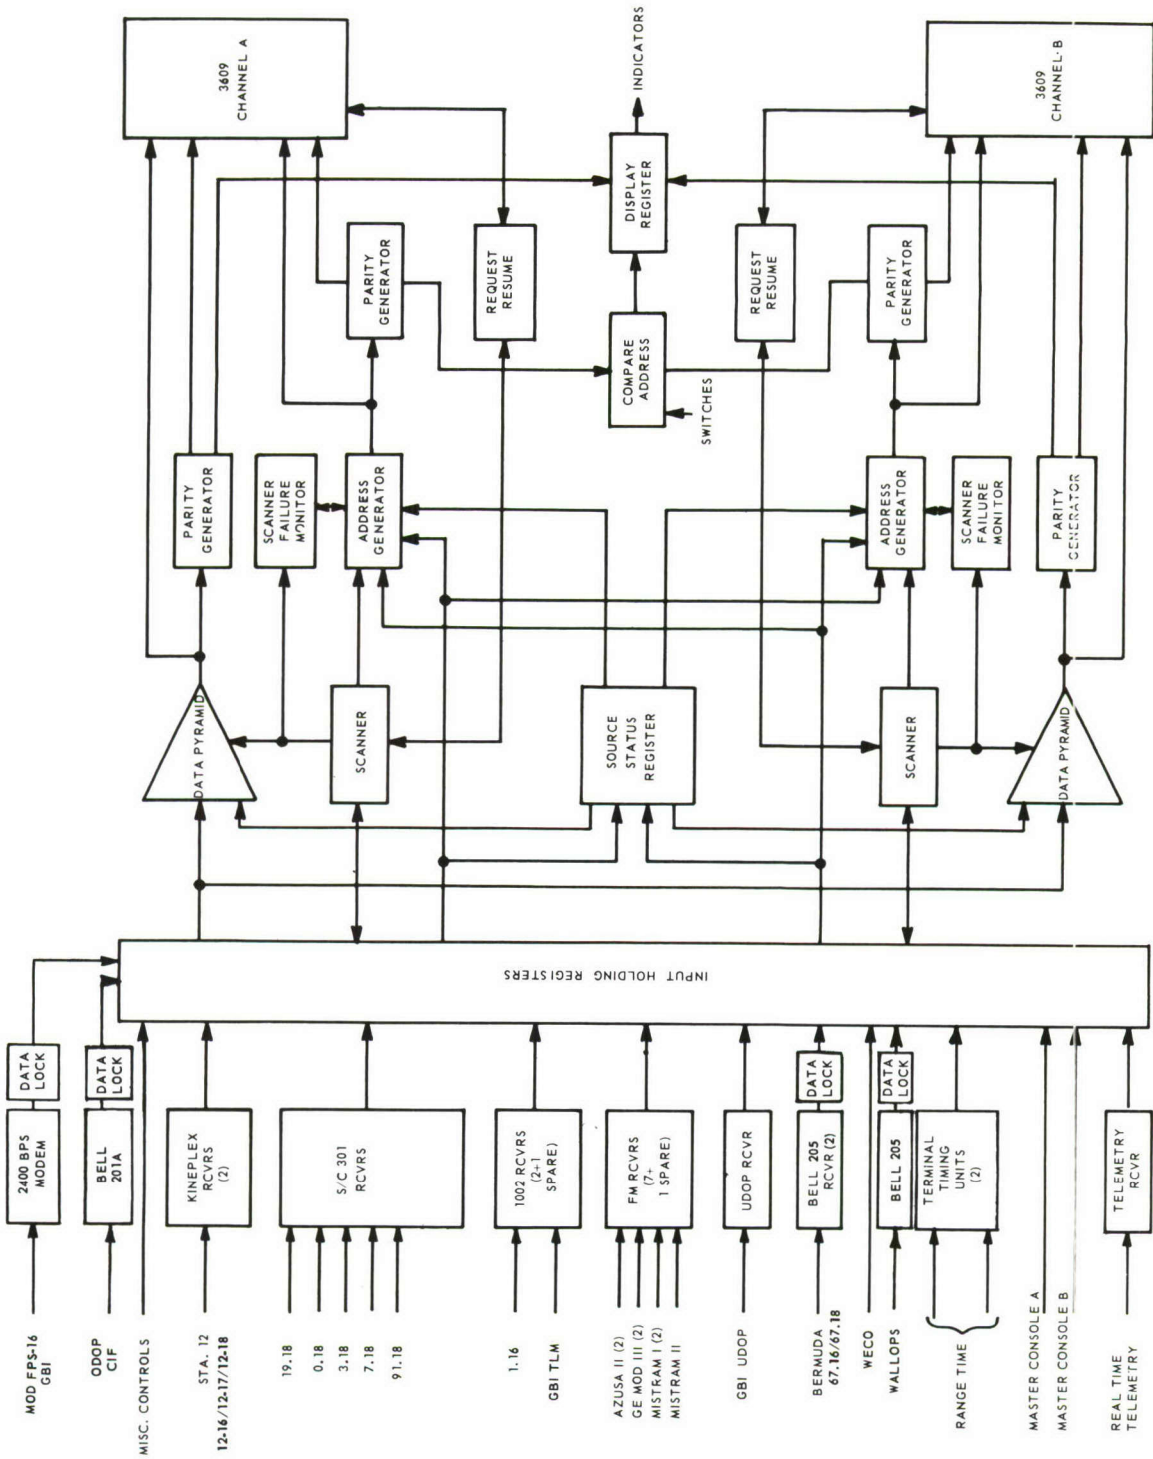 MOD FPS-16
GBI
2400 BPS
MODEM
DATA
LOCK
ODOP
CIF
BELL
201A
DATA
LOCK
MISC. CONTROLS
STA. 12
12-16/12-17/12-18
KINEPLEX
RCVRS
(2)
19.18
0.18
3.18
7.18
91.18
S/C 301
RCVRS
1.16
GBI TLM
1002 RCVRS
(2+1
SPARE)
AZUSA II (2)
GE MOD III (2)
MISTRAM I (2)
MISTRAM II
FM RCVRS
(7+
1 SPARE)
GBI UDOP
UDOP RCVR
BERMUDA
67.16/67.18
BELL 205
RCVR (2)
DATA
LOCK
WECO
WALLOPS
BELL 205
DATA
LOCK
RANGE TIME
TERMINAL
TIMING
UNITS
(2)
MASTER CONSOLE A
MASTER CONSOLE B
REAL TIME
TELEMETRY
TELEMETRY
RCVR
INPUT HOLDING REGISTERS
DATA PYRAMID
SCANNER
SOURCE
STATUS
REGISTER
SCANNER
DATA PYRAMID
PARITY
GENERATOR
SCANNER
FAILURE
MONITOR
ADDRESS
GENERATOR
ADDRESS
GENERATOR
SCANNER
FAILURE
MONITOR
PARITY
GENERATOR
PARITY
GENERATOR
REQUEST
RESUME
COMPARE
ADDRESS
SWITCHES
DISPLAY
REGISTER
INDICATORS
REQUEST
RESUME
PARITY
GENERATOR
3609
CHANNEL A
3609
CHANNEL-B